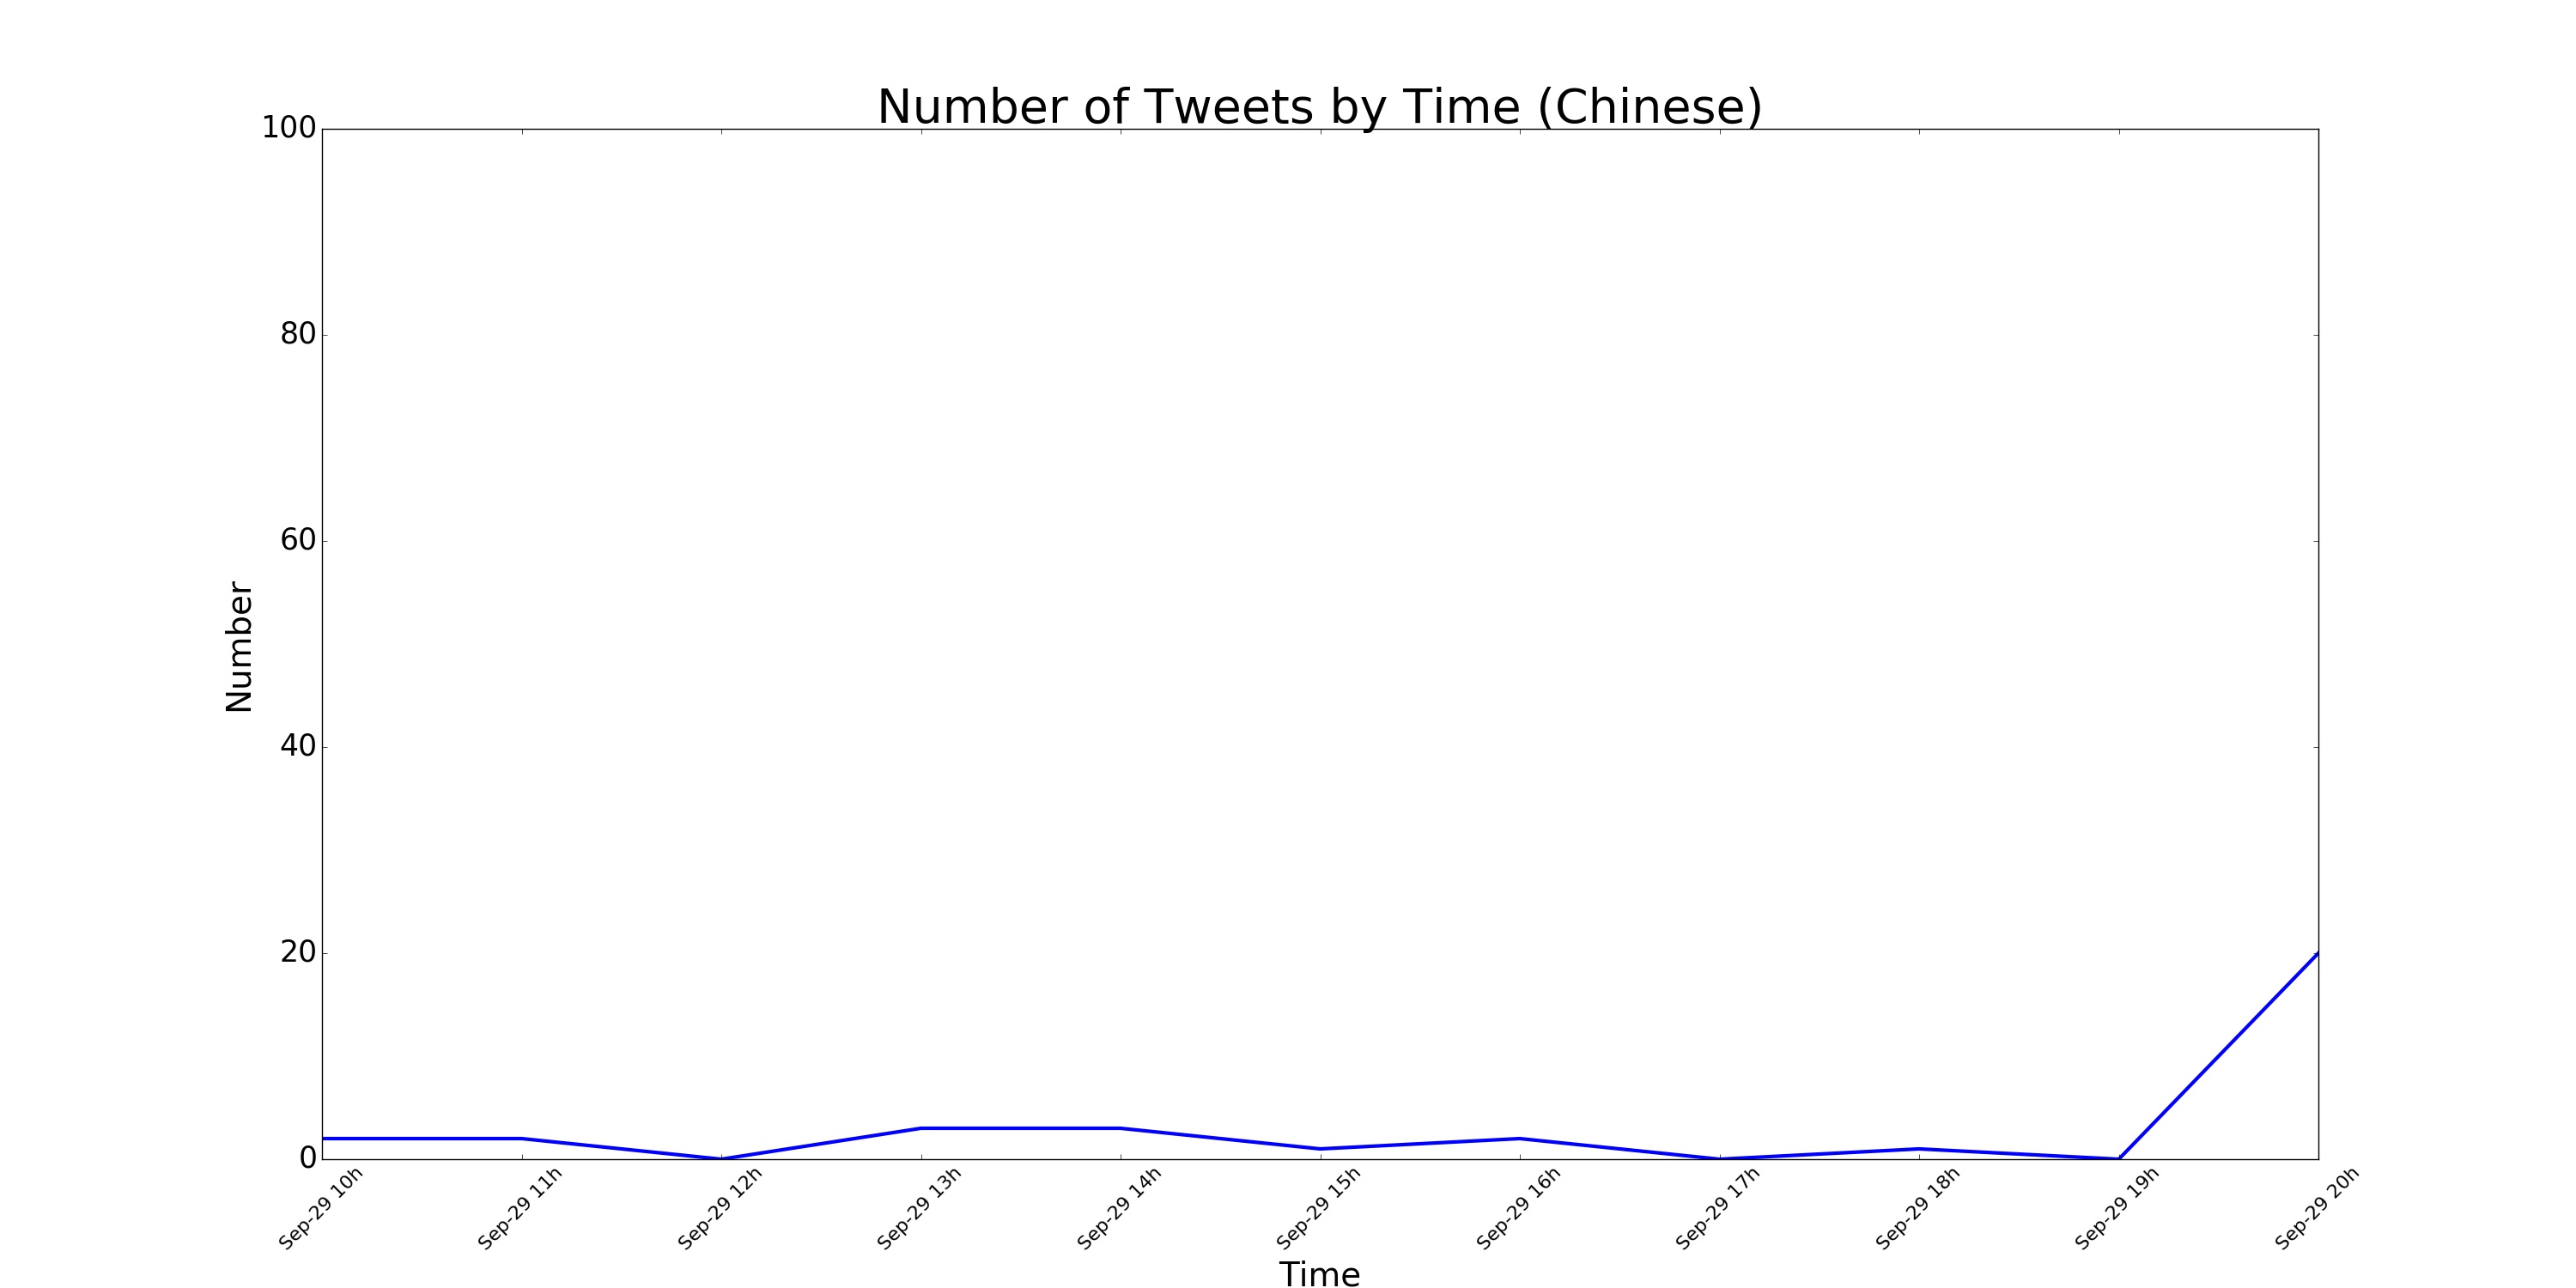 Number of Tweets by Time (Chinese)
100
80
60
40
20
0
Number
Sep-29 10h
Sep-29 11h
Sep-29 12h
Sep-29 13h
Sep-29 14h
Sep-29 15h
Sep-29 16h
Sep-29 17h
Sep-29 18h
Sep-29 19h
Sep-29 20h
Time